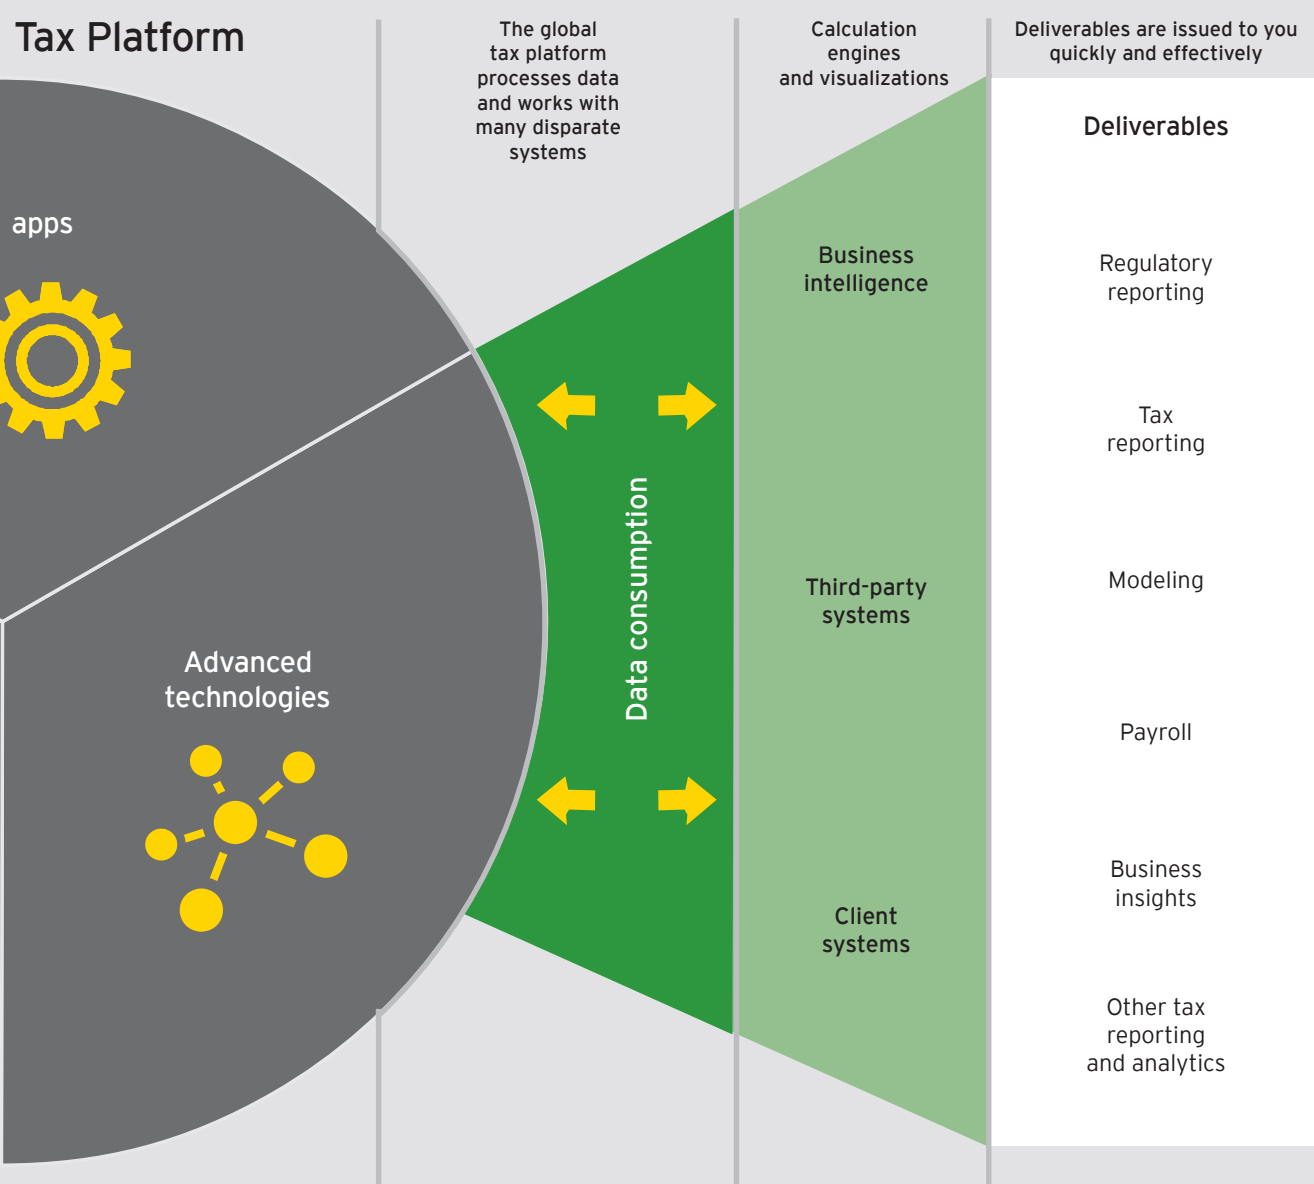 Tax Platform
The global
tax platform
processes data
and works with
many disparate
systems
Calculation
engines
and visualizations
Deliverables are issued to you
quickly and effectively
apps
Advanced
technologies
Data consumption
Business
intelligence
Third-party
systems
Client
systems
Deliverables
Regulatory
reporting
Tax
reporting
Modeling
Payroll
Business
insights
Other tax
reporting
and analytics